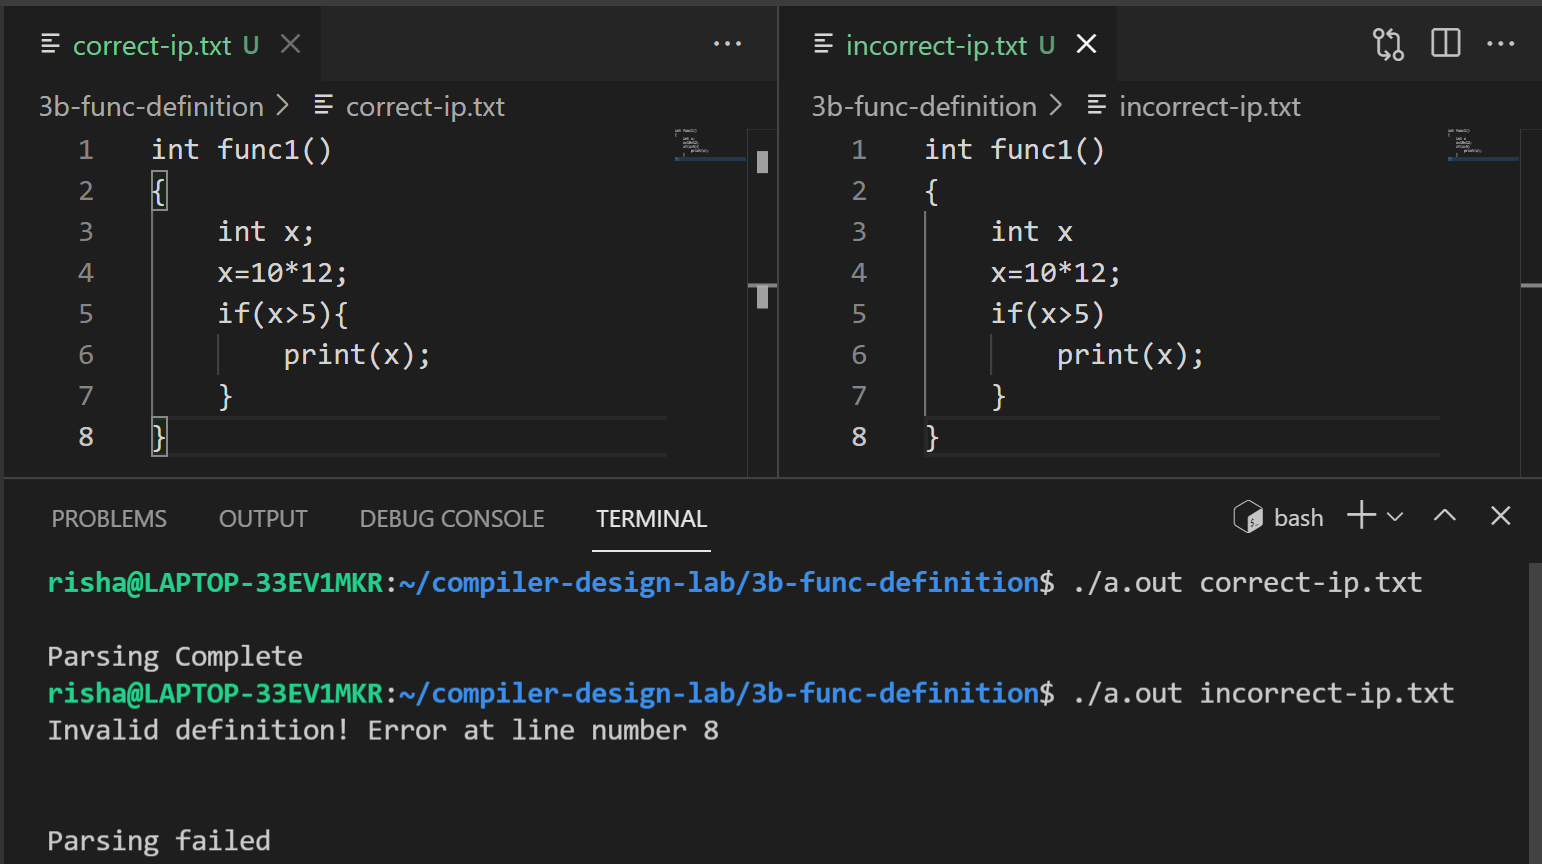 correct-ip.txt U
3b-func-definition > correct-ip.txt
1 int func1()
2 {
3     int x;
4     x=10*12;
5     if(x>5){
6         print(x);
7     }
8 }
incorrect-ip.txt U
3b-func-definition > incorrect-ip.txt
1 int func1()
2 {
3     int x
4     x=10*12;
5     if(x>5)
6         print(x);
7     }
8 }
PROBLEMS OUTPUT DEBUG CONSOLE TERMINAL bash
risha@LAPTOP-33EV1MKR:~/compiler-design-lab/3b-func-definition$ ./a.out correct-ip.txt
Parsing Complete
risha@LAPTOP-33EV1MKR:~/compiler-design-lab/3b-func-definition$ ./a.out incorrect-ip.txt
Invalid definition! Error at line number 8
Parsing failed